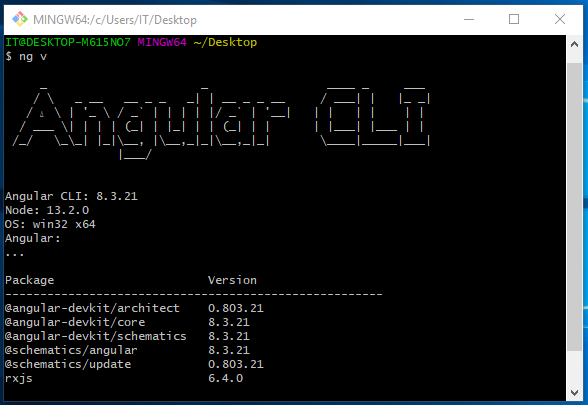 MINGW64:/c/Users/IT/Desktop
IT@DESKTOP-M615NO7 MINGW64 ~/Desktop
$ ng v
Angular CLI
Angular CLI: 8.3.21
Node: 13.2.0
OS: win32 x64
Angular:
...
Package Version
------------------------------------------------------
@angular-devkit/architect 0.803.21
@angular-devkit/core 8.3.21
@angular-devkit/schematics 8.3.21
@schematics/angular 8.3.21
@schematics/update 0.803.21
rxjs 6.4.0